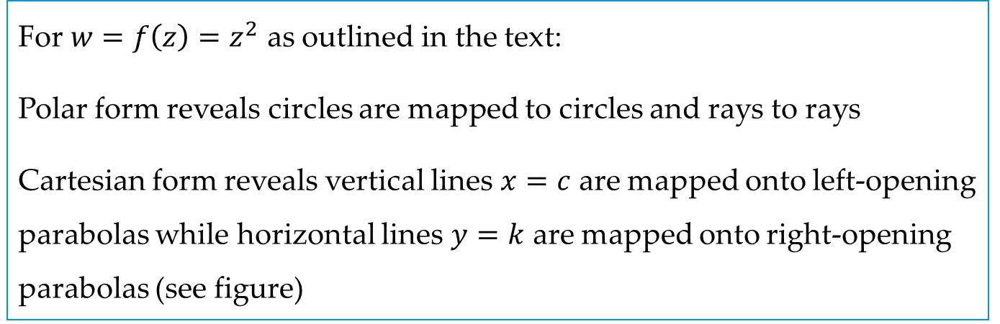 For w = f(z) = z² as outlined in the text:
Polar form reveals circles are mapped to circles and rays to rays
Cartesian form reveals vertical lines x = c are mapped onto left-opening
parabolas while horizontal lines y = k are mapped onto right-opening
parabolas (see figure)